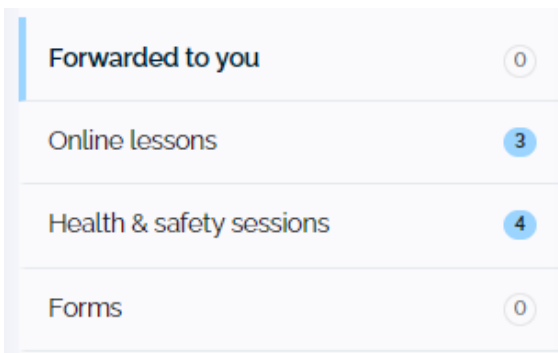 Forwarded to you 0
Online lessons 3
Health & safety sessions 4
Forms 0